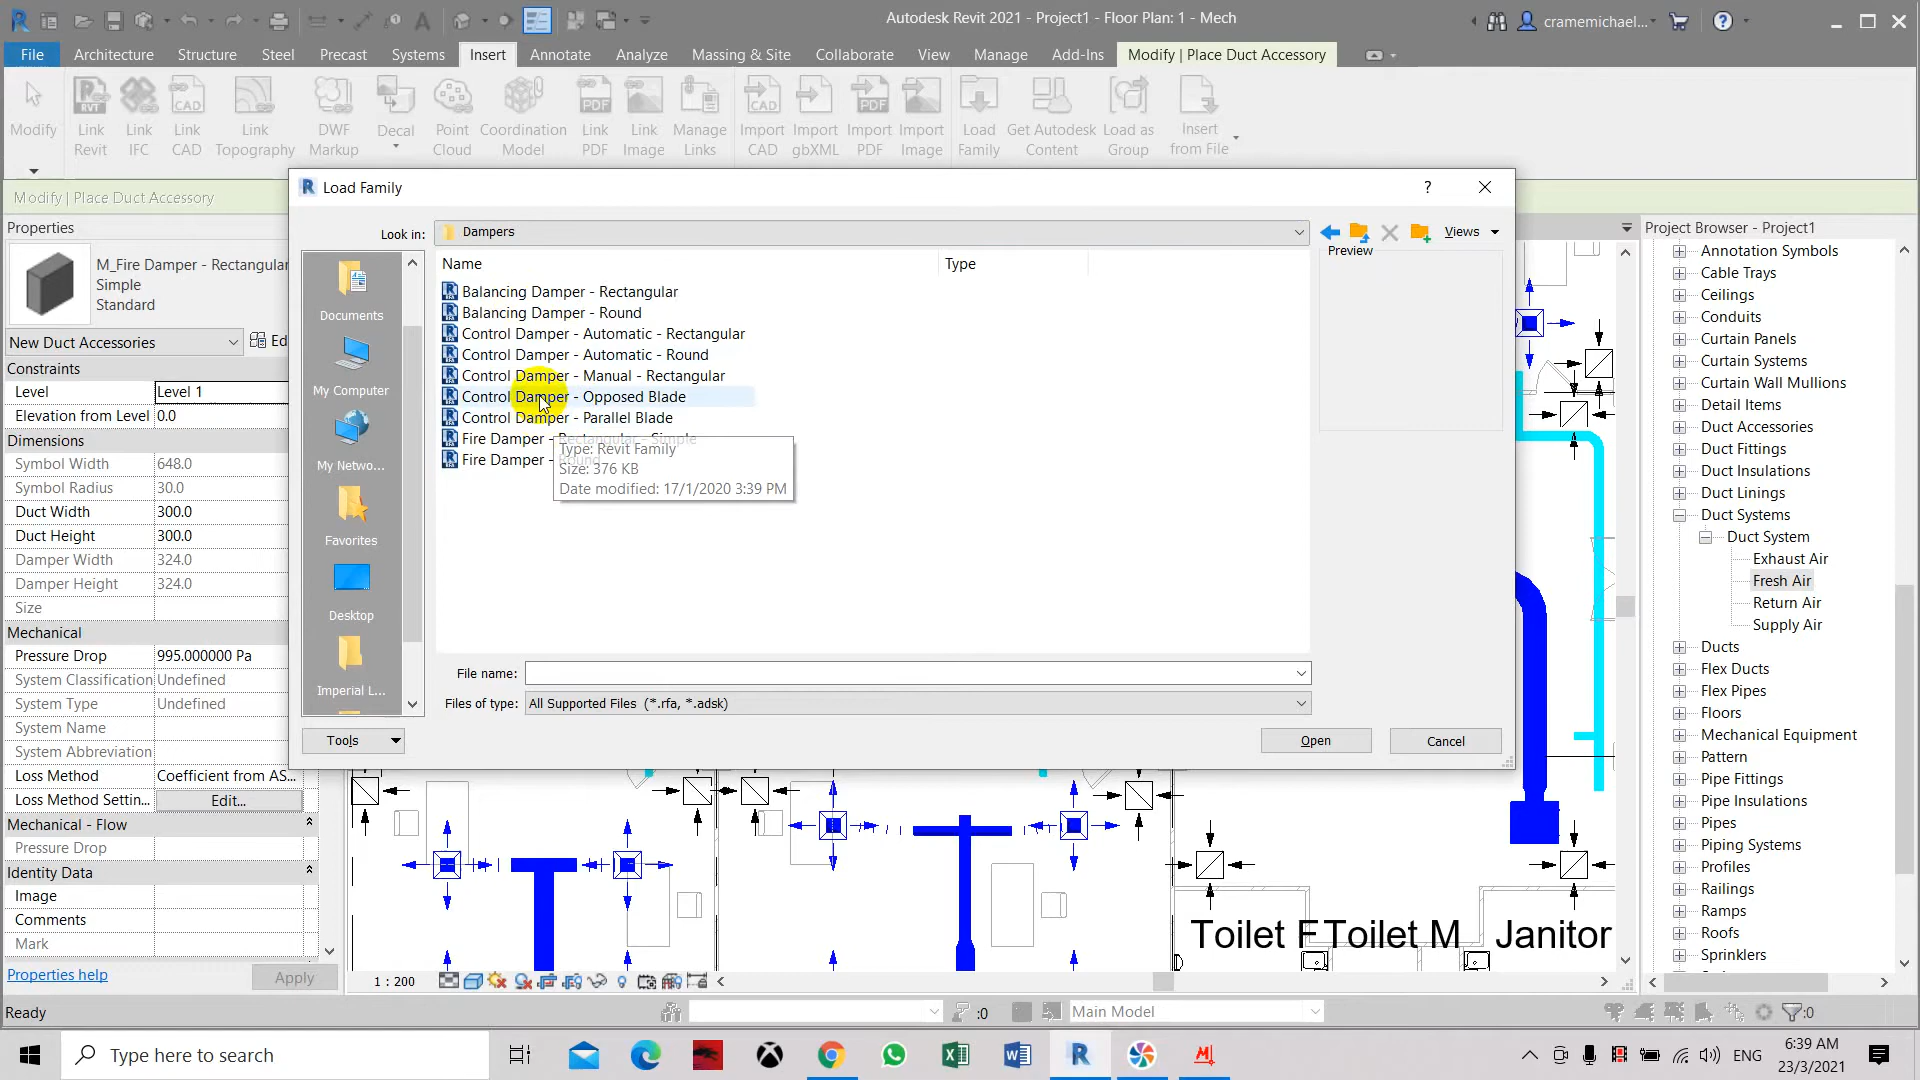 Autodesk Revit 2021 - Project1 - Floor Plan: 1 - Mech
cramemichael...
File Architecture Structure Steel Precast Systems Insert Annotate Analyze Massing & Site Collaborate View Manage Add-Ins Modify | Place Duct Accessory
Modify Link Revit Link IFC Link CAD Link Topography DWF Markup Decal Point Cloud Coordination Model Link PDF Link Image Manage Links Import CAD Import gbXML Import PDF Import Image Load Family Get Autodesk Content Load as Group Insert from File
Modify | Place Duct Accessory
Properties
M_Fire Damper - Rectangular
Simple
Standard
New Duct Accessories
Ed
Constraints
Level Level 1
Elevation from Level 0.0
Dimensions
Symbol Width 648.0
Symbol Radius 30.0
Duct Width 300.0
Duct Height 300.0
Damper Width 324.0
Damper Height 324.0
Size
Mechanical
Pressure Drop 995.000000 Pa
System Classification Undefined
System Type Undefined
System Name
System Abbreviation
Loss Method Coefficient from AS...
Loss Method Settin... Edit...
Mechanical - Flow
Pressure Drop
Identity Data
Image
Comments
Mark
Properties help
Apply
Load Family
Look in: Dampers
Views
Preview
Name Type
Balancing Damper - Rectangular
Balancing Damper - Round
Control Damper - Automatic - Rectangular
Control Damper - Automatic - Round
Control Damper - Manual - Rectangular
Control Damper - Opposed Blade
Control Damper - Parallel Blade
Fire Damper - Rectangular - Simple
Fire Damper - Round
Type: Revit Family
Size: 376 KB
Date modified: 17/1/2020 3:39 PM
Documents
My Computer
My Netwo...
Favorites
Desktop
Imperial L...
File name:
Files of type: All Supported Files (*.rfa, *.adsk)
Tools
Open
Cancel
Project Browser - Project1
Annotation Symbols
Cable Trays
Ceilings
Conduits
Curtain Panels
Curtain Systems
Curtain Wall Mullions
Detail Items
Duct Accessories
Duct Fittings
Duct Insulations
Duct Linings
Duct Systems
Duct System
Exhaust Air
Fresh Air
Return Air
Supply Air
Ducts
Flex Ducts
Flex Pipes
Floors
Mechanical Equipment
Pattern
Pipe Fittings
Pipe Insulations
Pipes
Piping Systems
Profiles
Railings
Ramps
Roofs
Sprinklers
Toilet F Toilet M Janitor
1 : 200
Ready
:0
Main Model
:0
Type here to search
ENG
6:39 AM
23/3/2021